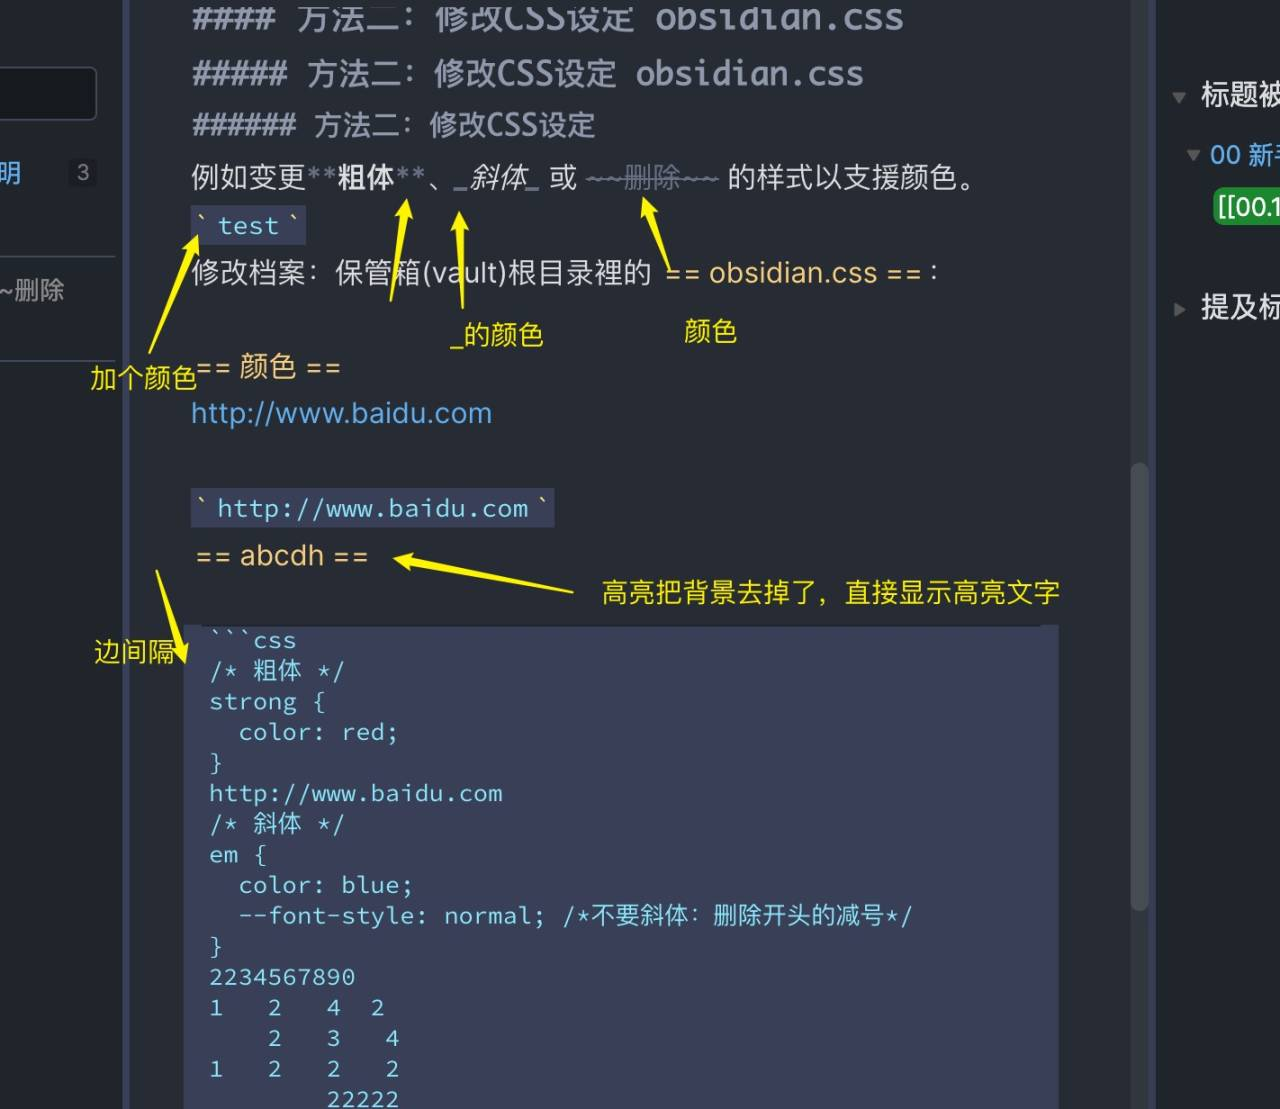 #### 方法二：修改CSS设定 obsidian.css
##### 方法二：修改CSS设定 obsidian.css
###### 方法二：修改CSS设定
例如变更**粗体**、_斜体_ 或 ~~删除~~ 的样式以支援颜色。
` test `
修改档案：保管箱(vault)根目录裡的 == obsidian.css ==：
_的颜色
颜色
加个颜色
== 颜色 ==
http://www.baidu.com
` http://www.baidu.com `
== abcdh ==
高亮把背景去掉了，直接显示高亮文字
边间隔
```css
/* 粗体 */
strong {
  color: red;
}
http://www.baidu.com
/* 斜体 */
em {
  color: blue;
  --font-style: normal; /*不要斜体：删除开头的减号*/
}
2234567890
1   2   4  2
    2   3   4
1   2   2   2
        22222
明
3
~删除
标题被
00 新
[[00.1
提及标